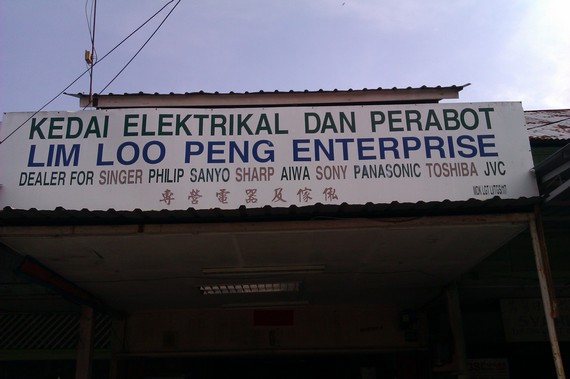 KEDAI ELEKTRIKAL DAN PERABOT
LIM LOO PENG ENTERPRISE
DEALER FOR SINGER PHILIP SANYO SHARP AIWA SONY PANASONIC TOSHIBA JVC
專營電器及傢俬